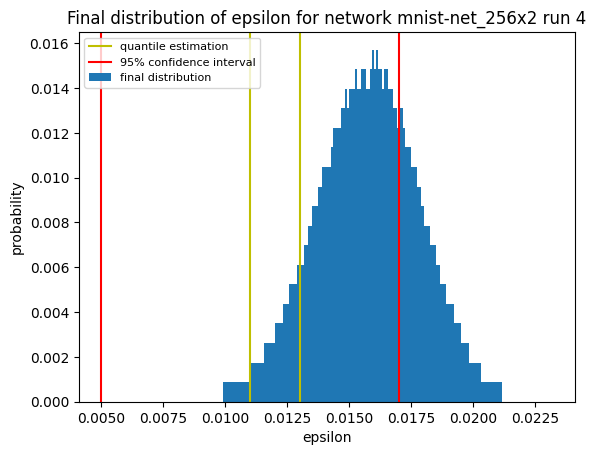 Final distribution of epsilon for network mnist-net_256x2 run 4
quantile estimation
95% confidence interval
final distribution
probability
0.016
0.014
0.012
0.010
0.008
0.006
0.004
0.002
0.000
0.0050 0.0075 0.0100 0.0125 0.0150 0.0175 0.0200 0.0225
epsilon